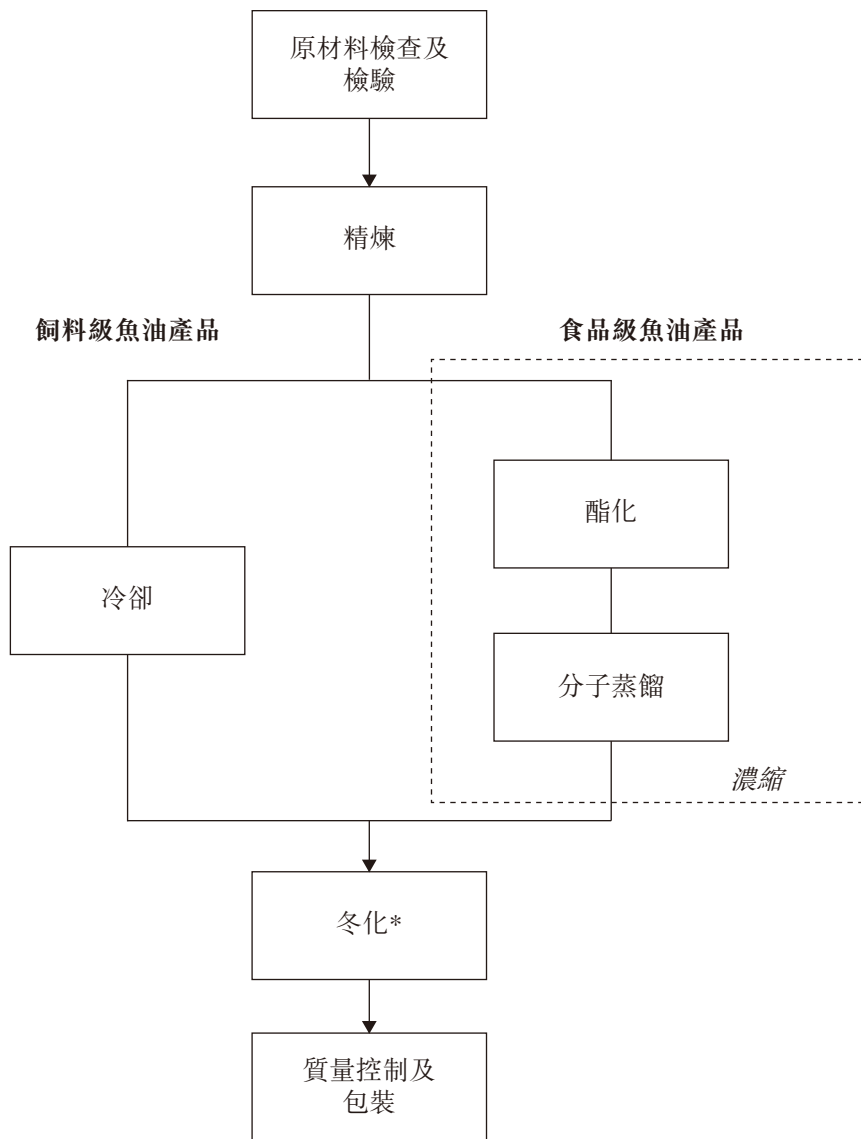 原材料檢查及
檢驗
精煉
飼料級魚油產品
食品級魚油產品
酯化
冷卻
分子蒸餾
濃縮
冬化*
質量控制及
包裝